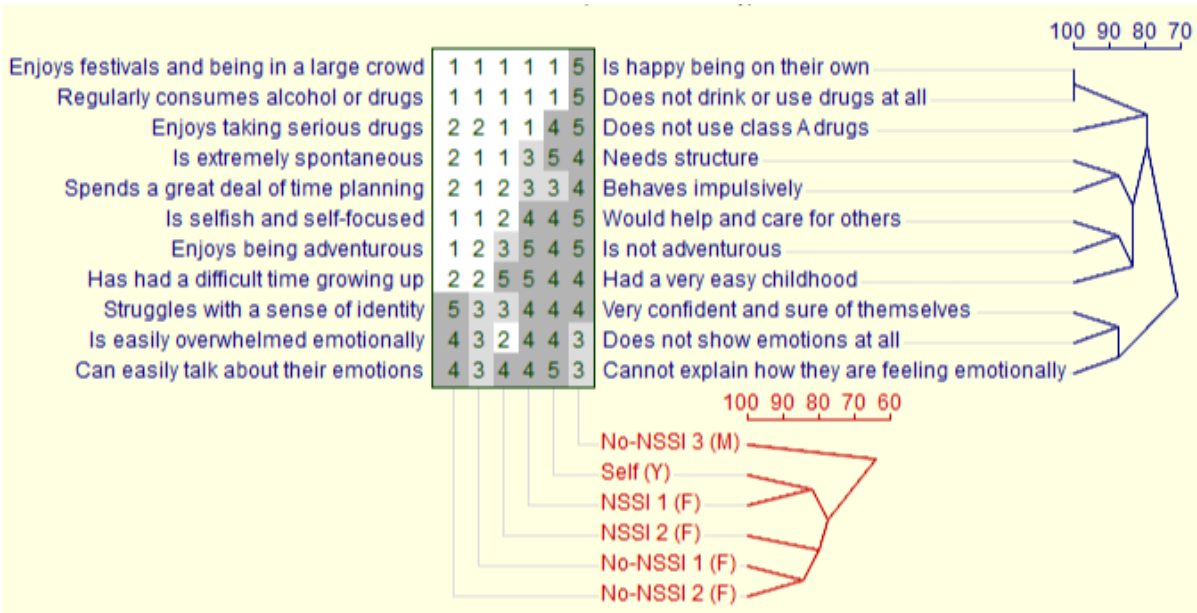 100 90 80 70
Enjoys festivals and being in a large crowd 1 1 1 1 1 5 Is happy being on their own
Regularly consumes alcohol or drugs 1 1 1 1 1 5 Does not drink or use drugs at all
Enjoys taking serious drugs 2 2 1 1 4 5 Does not use class A drugs
Is extremely spontaneous 2 1 1 3 5 4 Needs structure
Spends a great deal of time planning 2 1 2 3 3 4 Behaves impulsively
Is selfish and self-focused 1 1 2 4 4 5 Would help and care for others
Enjoys being adventurous 1 2 3 5 4 5 Is not adventurous
Has had a difficult time growing up 2 2 5 5 4 4 Had a very easy childhood
Struggles with a sense of identity 5 3 3 4 4 4 Very confident and sure of themselves
Is easily overwhelmed emotionally 4 3 2 4 4 3 Does not show emotions at all
Can easily talk about their emotions 4 3 4 4 5 3 Cannot explain how they are feeling emotionally
100 90 80 70 60
No-NSSI 3 (M)
Self (Y)
NSSI 1 (F)
NSSI 2 (F)
No-NSSI 1 (F)
No-NSSI 2 (F)